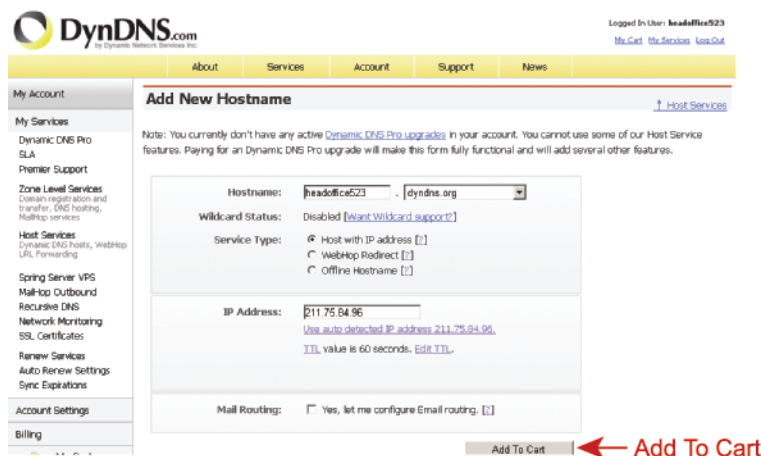 DynDNS.com
by Dynamic Network Services Inc.
Logged In User: headoffice523
My Cart My Services Log Out
About Services Account Support News
My Account
My Services
Dynamic DNS Pro
SLA
Premier Support
Zone Level Services
Domain registration and
transfer, DNS hosting,
MailHop services
Host Services
Dynamic DNS hosts, WebHop
URL Forwarding
Spring Server VPS
MailHop Outbound
Recursive DNS
Network Monitoring
SSL Certificates
Renew Services
Auto Renew Settings
Sync Expirations
Account Settings
Billing
Add New Hostname
↑ Host Services
Note: You currently don't have any active Dynamic DNS Pro upgrades in your account. You cannot use some of our Host Service
features. Paying for an Dynamic DNS Pro upgrade will make this form fully functional and will add several other features.
Hostname: headoffice523 . dyndns.org
Wildcard Status: Disabled [Want Wildcard support?]
Service Type: Host with IP address [?]
WebHop Redirect [?]
Offline Hostname [?]
IP Address: 211.75.84.96
Use auto detected IP address 211.75.84.96.
TTL value is 60 seconds. Edit TTL.
Mail Routing: Yes, let me configure Email routing. [?]
Add To Cart
Add To Cart